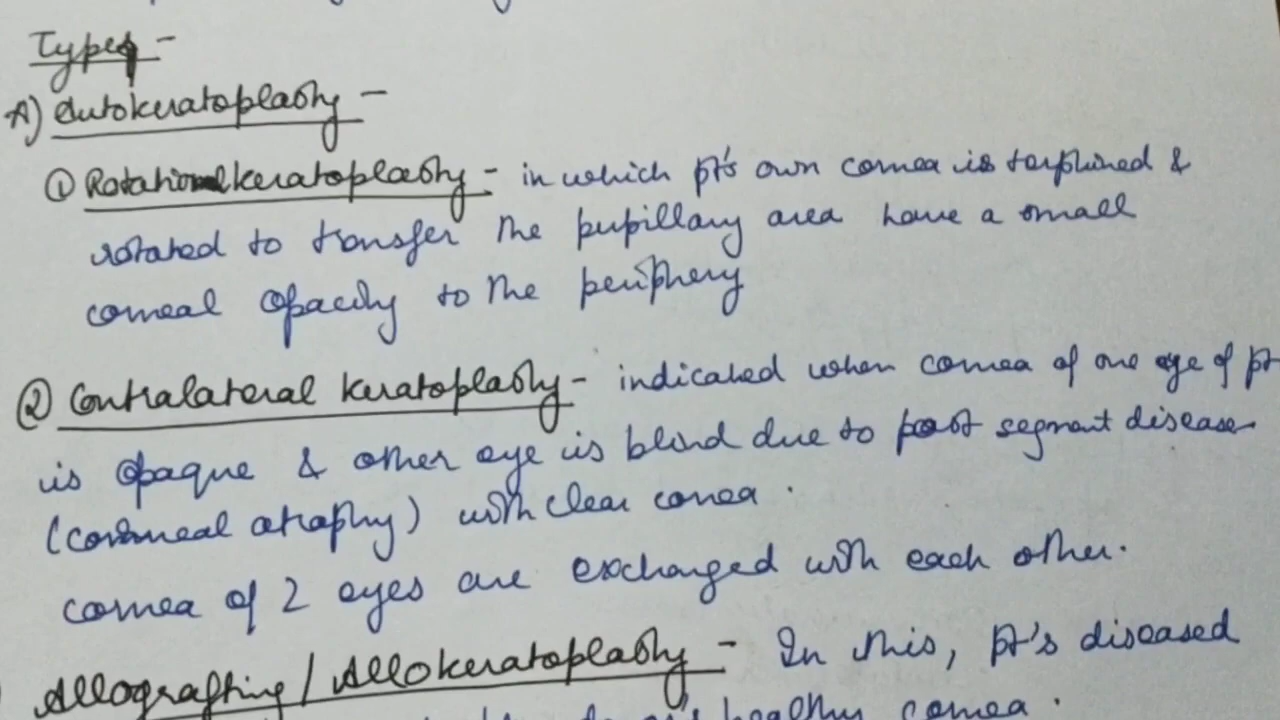 Types -
A) Autokeratoplasty -
① Rotational keratoplasty - in which pt's own cornea is terphined &
rotated to transfer the pupillary area have a small
corneal opacity to the periphery
② Contralateral keratoplasty - indicated when cornea of one eye of pt
is opaque & other eye is blind due to post segment disease
(corneal atrophy) with clear cornea.
cornea of 2 eyes are exchanged with each other.
Allografting / Allokeratoplasty - In this, pt's diseased
healthy cornea.